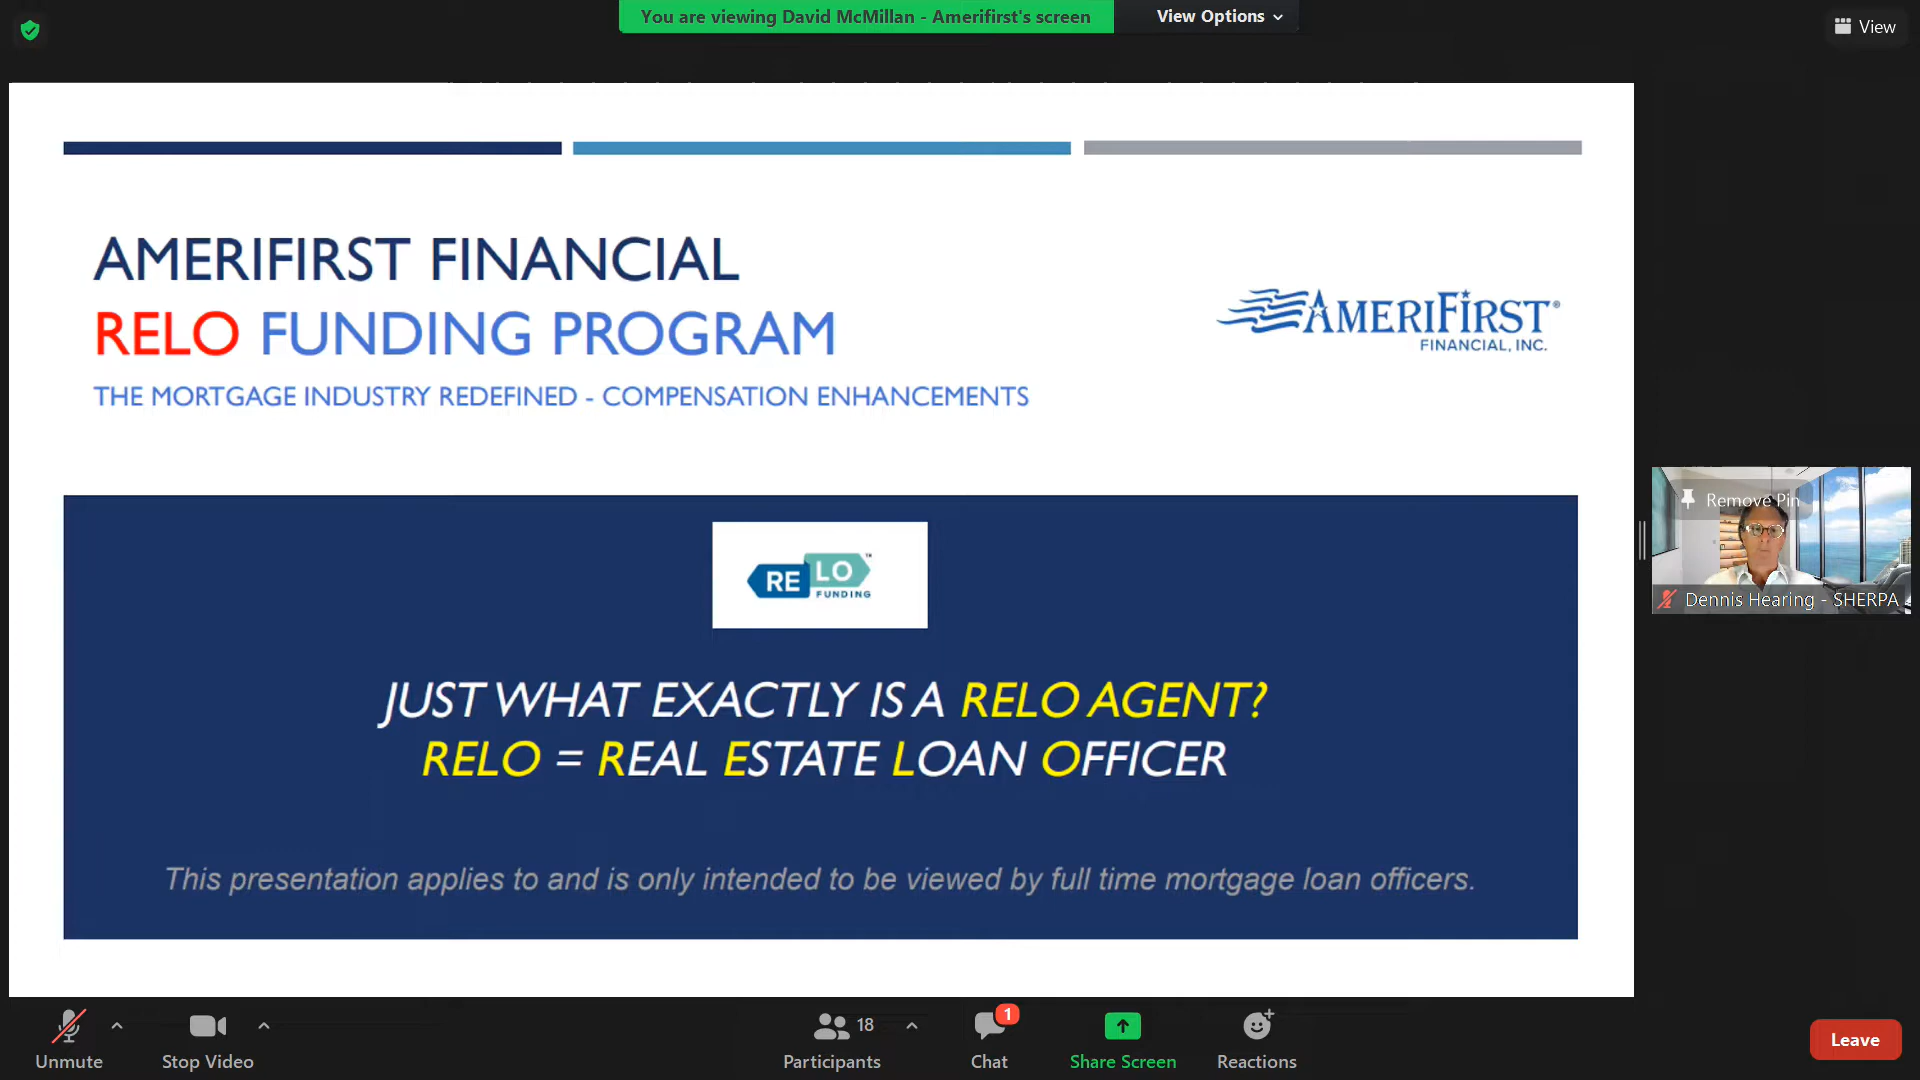 You are viewing David McMillan - Amerifirst's screen
View Options
View
AMERIFIRST FINANCIAL
RELO FUNDING PROGRAM
THE MORTGAGE INDUSTRY REDEFINED - COMPENSATION ENHANCEMENTS
AMERIFIRST®
FINANCIAL, INC.
RE LO™
FUNDING
JUST WHAT EXACTLY IS A RELO AGENT?
RELO = REAL ESTATE LOAN OFFICER
This presentation applies to and is only intended to be viewed by full time mortgage loan officers.
Remove Pin
Dennis Hearing - SHERPA
Unmute
Stop Video
18
Participants
1
Chat
Share Screen
Reactions
Leave